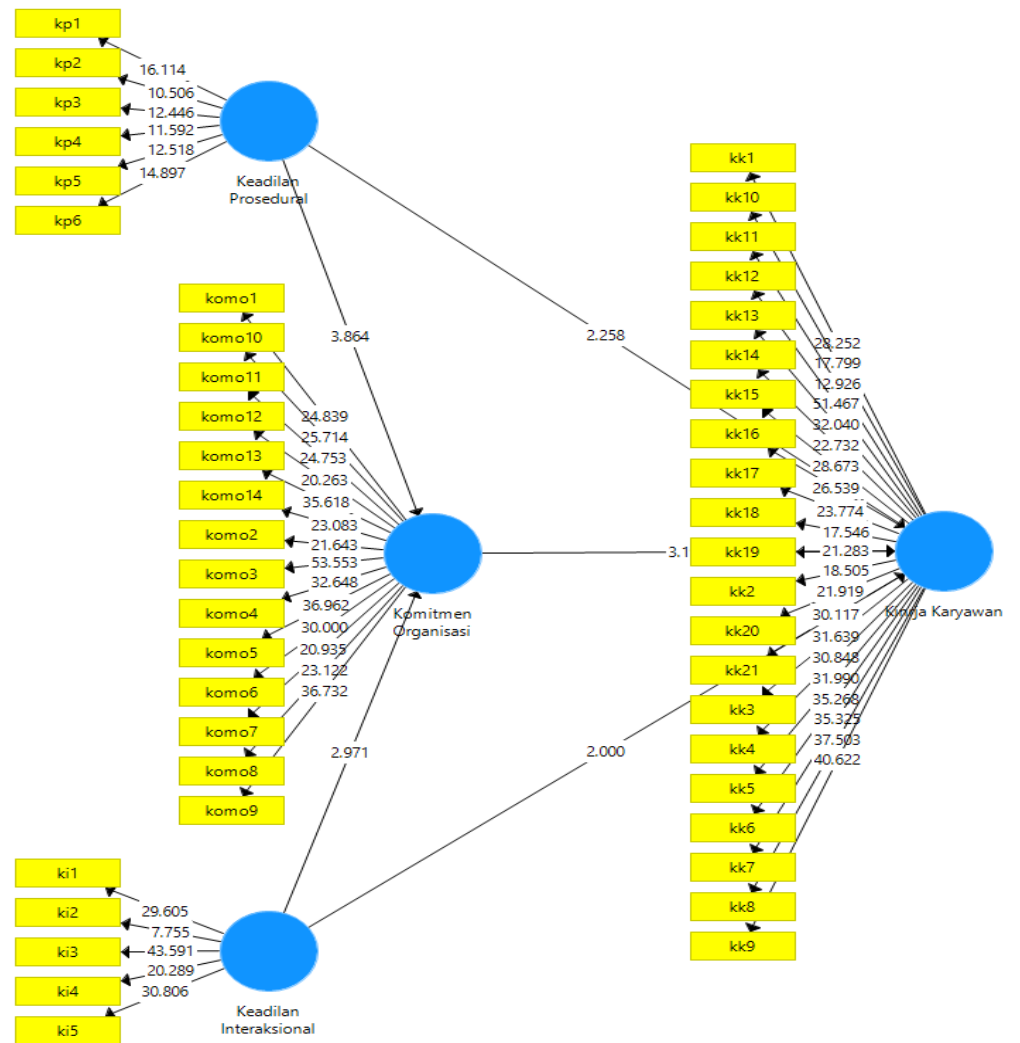 kp1
kp2
kp3
kp4
kp5
kp6
16.114
10.506
12.446
11.592
12.518
14.897
Keadilan
Prosedural
3.864
2.258
komo1
komo10
komo11
komo12
komo13
komo14
komo2
komo3
komo4
komo5
komo6
komo7
komo8
komo9
24.839
25.714
24.753
20.263
35.618
23.083
21.643
53.553
32.648
36.962
30.000
20.935
23.122
36.732
Komitmen
Organisasi
3.1
2.971
2.000
ki1
ki2
ki3
ki4
ki5
29.605
7.755
43.591
20.289
30.806
Keadilan
Interaksional
kk1
kk10
kk11
kk12
kk13
kk14
kk15
kk16
kk17
kk18
kk19
kk2
kk20
kk21
kk3
kk4
kk5
kk6
kk7
kk8
kk9
28.252
17.799
12.926
51.467
32.040
22.732
28.673
26.539
23.774
17.546
21.283
18.505
21.919
30.117
31.639
30.848
31.990
35.268
35.325
37.503
40.622
Kinerja Karyawan